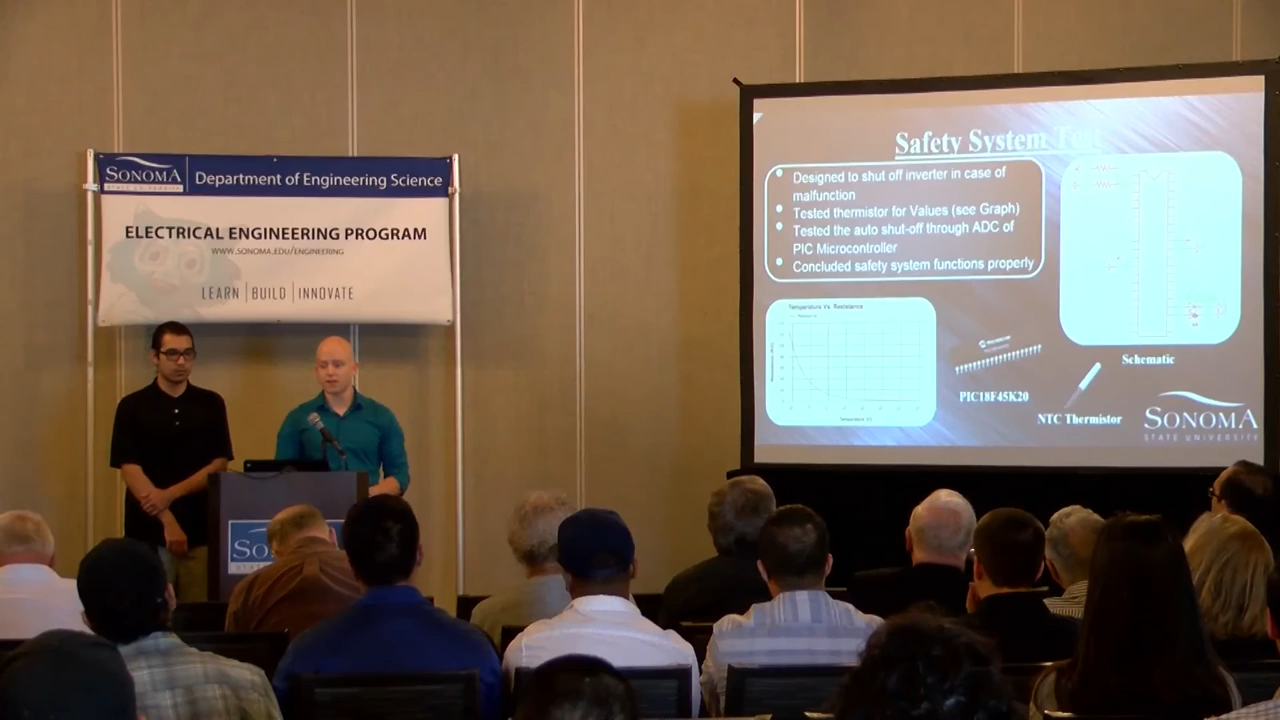 SONOMA
STATE UNIVERSITY
Department of Engineering Science
ELECTRICAL ENGINEERING PROGRAM
WWW.SONOMA.EDU/ENGINEERING
LEARN | BUILD | INNOVATE
So
Safety System Test
Designed to shut off inverter in case of
malfunction
Tested thermistor for Values (see Graph)
Tested the auto shut-off through ADC of
PIC Microcontroller
Concluded safety system functions properly
Temperature Vs. Resistance
Schematic
PIC18F45K20
NTC Thermistor
SONOMA
STATE UNIVERSITY